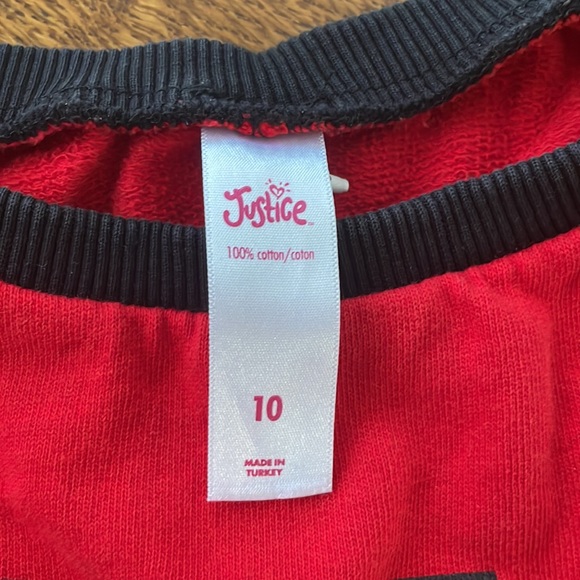 Justice
100% cotton/coton
10
MADE IN
TURKEY